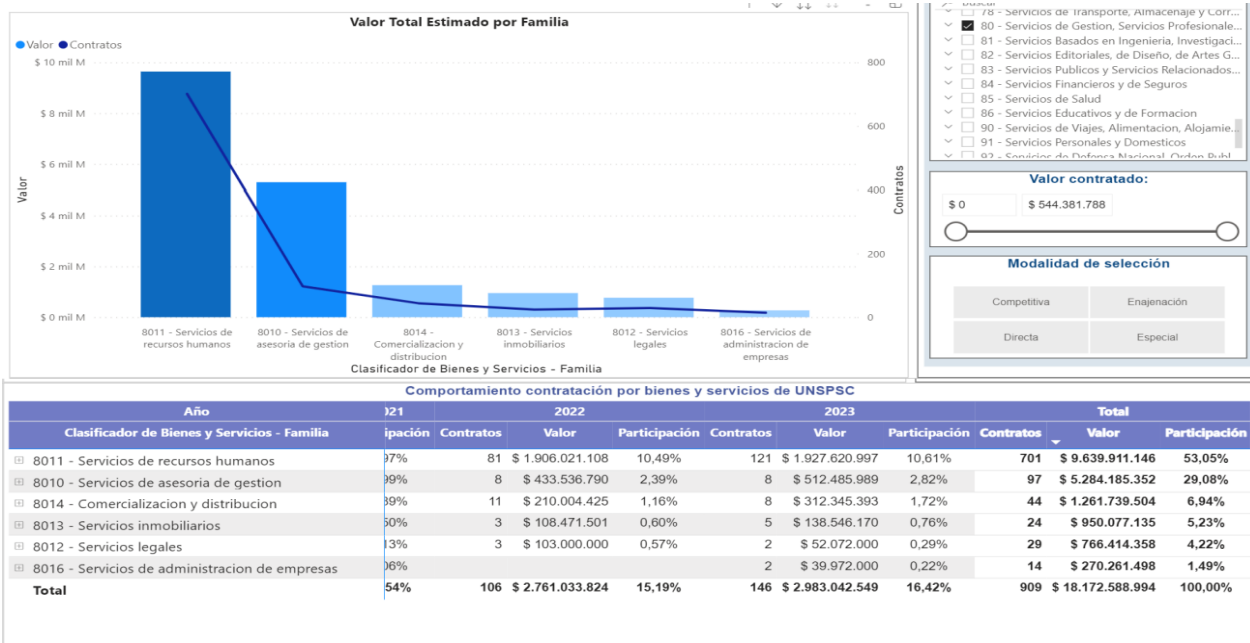 Valor Total Estimado por Familia
Valor Contratos
$ 10 mil M
$ 8 mil M
$ 6 mil M
$ 4 mil M
$ 2 mil M
$ 0 mil M
Valor
800
600
400
200
0
Contratos
8011 - Servicios de
recursos humanos
8010 - Servicios de
asesoria de gestion
8014 -
Comercializacion y
distribucion
8013 - Servicios
inmobiliarios
8012 - Servicios
legales
8016 - Servicios de
administracion de
empresas
Clasificador de Bienes y Servicios - Familia
78 - Servicios de Transporte, Almacenaje y Corr...
80 - Servicios de Gestion, Servicios Profesionale...
81 - Servicios Basados en Ingenieria, Investigaci...
82 - Servicios Editoriales, de Diseño, de Artes G...
83 - Servicios Publicos y Servicios Relacionados...
84 - Servicios Financieros y de Seguros
85 - Servicios de Salud
86 - Servicios Educativos y de Formacion
90 - Servicios de Viajes, Alimentacion, Alojamie...
91 - Servicios Personales y Domesticos
92 - Servicios de Defensa Nacional, Orden Publ
Valor contratado:
$ 0 $ 544.381.788
Modalidad de selección
Competitiva Enajenación
Directa Especial
Comportamiento contratación por bienes y servicios de UNSPSC
Año 021 2022 2023 Total
Clasificador de Bienes y Servicios - Familia ipación Contratos Valor Participación Contratos Valor Participación Contratos Valor Participación
8011 - Servicios de recursos humanos 97% 81 $ 1.906.021.108 10,49% 121 $ 1.927.620.997 10,61% 701 $ 9.639.911.146 53,05%
8010 - Servicios de asesoria de gestion 99% 8 $ 433.536.790 2,39% 8 $ 512.485.989 2,82% 97 $ 5.284.185.352 29,08%
8014 - Comercializacion y distribucion 89% 11 $ 210.004.425 1,16% 8 $ 312.345.393 1,72% 44 $ 1.261.739.504 6,94%
8013 - Servicios inmobiliarios 50% 3 $ 108.471.501 0,60% 5 $ 138.546.170 0,76% 24 $ 950.077.135 5,23%
8012 - Servicios legales 13% 3 $ 103.000.000 0,57% 2 $ 52.072.000 0,29% 29 $ 766.414.358 4,22%
8016 - Servicios de administracion de empresas 06% 2 $ 39.972.000 0,22% 14 $ 270.261.498 1,49%
Total 54% 106 $ 2.761.033.824 15,19% 146 $ 2.983.042.549 16,42% 909 $ 18.172.588.994 100,00%